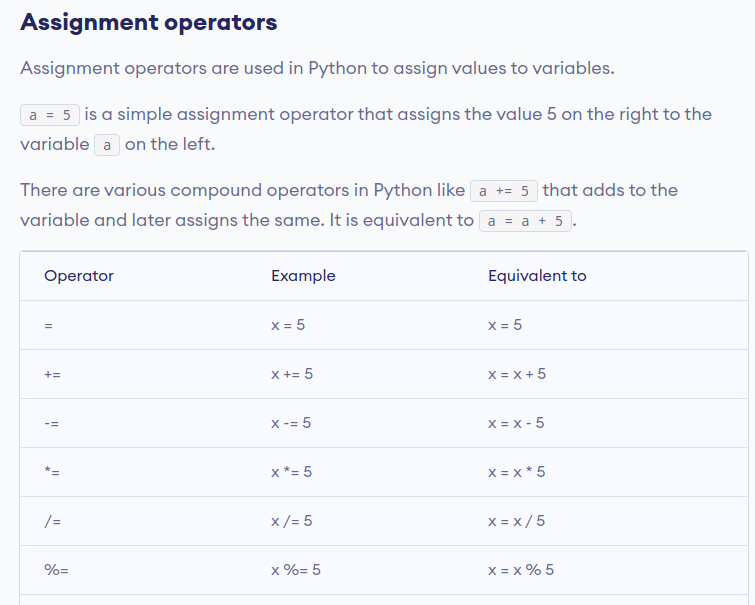 Assignment operators
Assignment operators are used in Python to assign values to variables.
a = 5 is a simple assignment operator that assigns the value 5 on the right to the
variable a on the left.
There are various compound operators in Python like a += 5 that adds to the
variable and later assigns the same. It is equivalent to a = a + 5.
Operator Example Equivalent to
= x = 5 x = 5
+= x += 5 x = x + 5
-= x -= 5 x = x - 5
*= x *= 5 x = x * 5
/= x /= 5 x = x / 5
%= x %= 5 x = x % 5